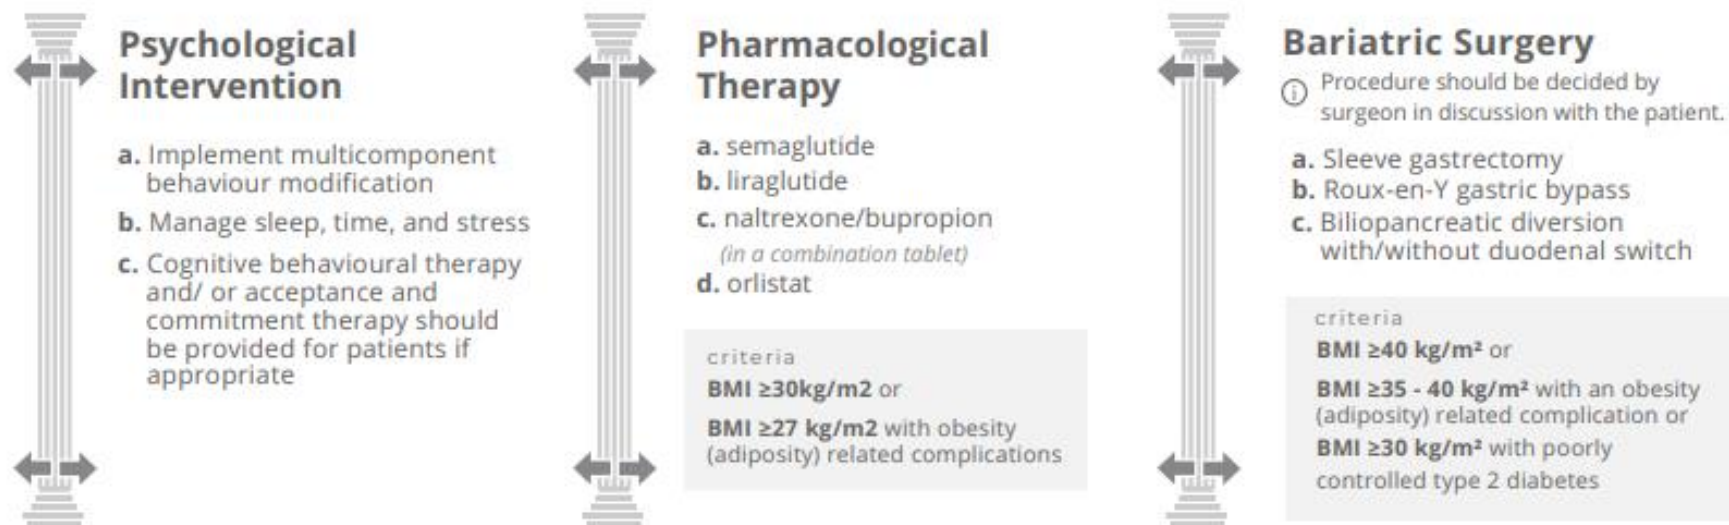 Psychological
Intervention
a. Implement multicomponent
behaviour modification
b. Manage sleep, time, and stress
c. Cognitive behavioural therapy
and/ or acceptance and
commitment therapy should
be provided for patients if
appropriate
Pharmacological
Therapy
a. semaglutide
b. liraglutide
c. naltrexone/bupropion
(in a combination tablet)
d. orlistat
criteria
BMI ≥30kg/m2 or
BMI ≥27 kg/m2 with obesity
(adiposity) related complications
Bariatric Surgery
i Procedure should be decided by
surgeon in discussion with the patient.
a. Sleeve gastrectomy
b. Roux-en-Y gastric bypass
c. Biliopancreatic diversion
with/without duodenal switch
criteria
BMI ≥40 kg/m² or
BMI ≥35 - 40 kg/m² with an obesity
(adiposity) related complication or
BMI ≥30 kg/m² with poorly
controlled type 2 diabetes